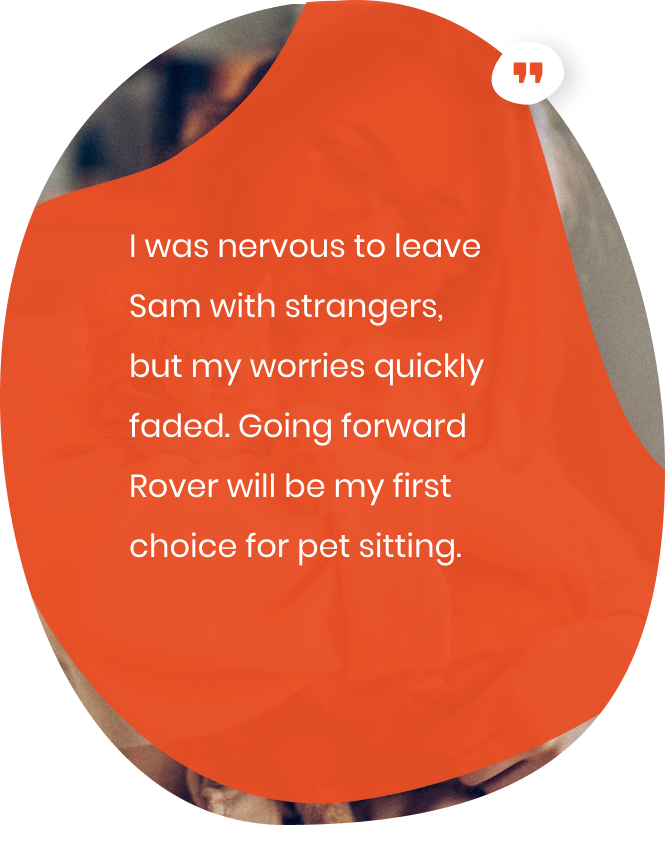 "
I was nervous to leave
Sam with strangers,
but my worries quickly
faded. Going forward
Rover will be my first
choice for pet sitting.